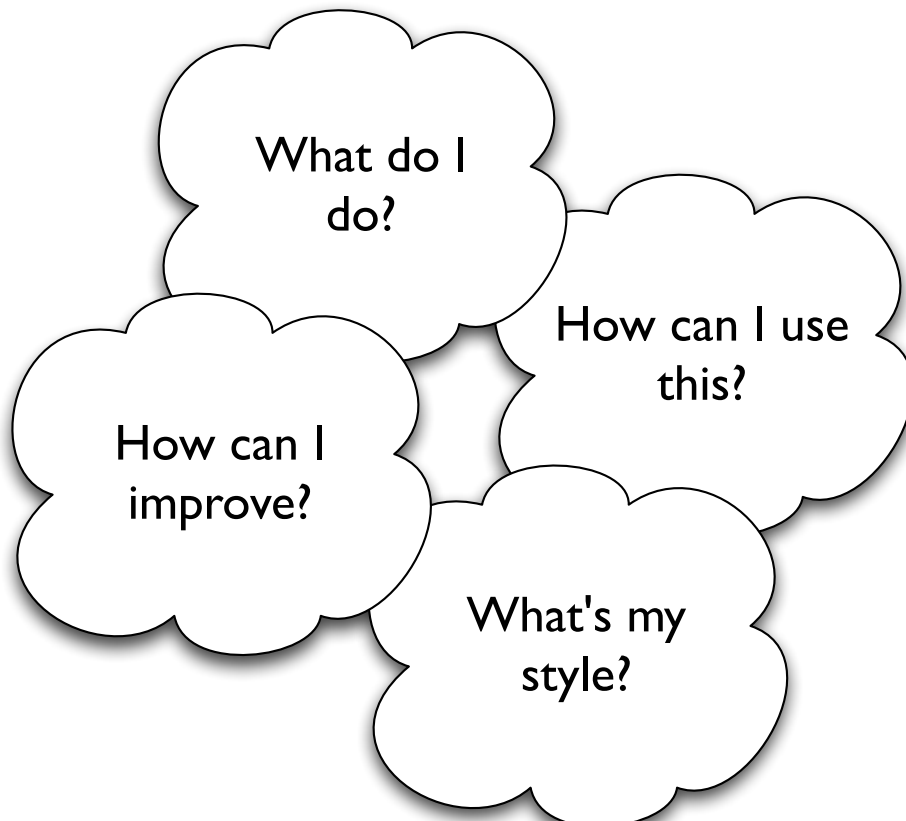 What do I
do?
How can I use
this?
How can I
improve?
What's my
style?